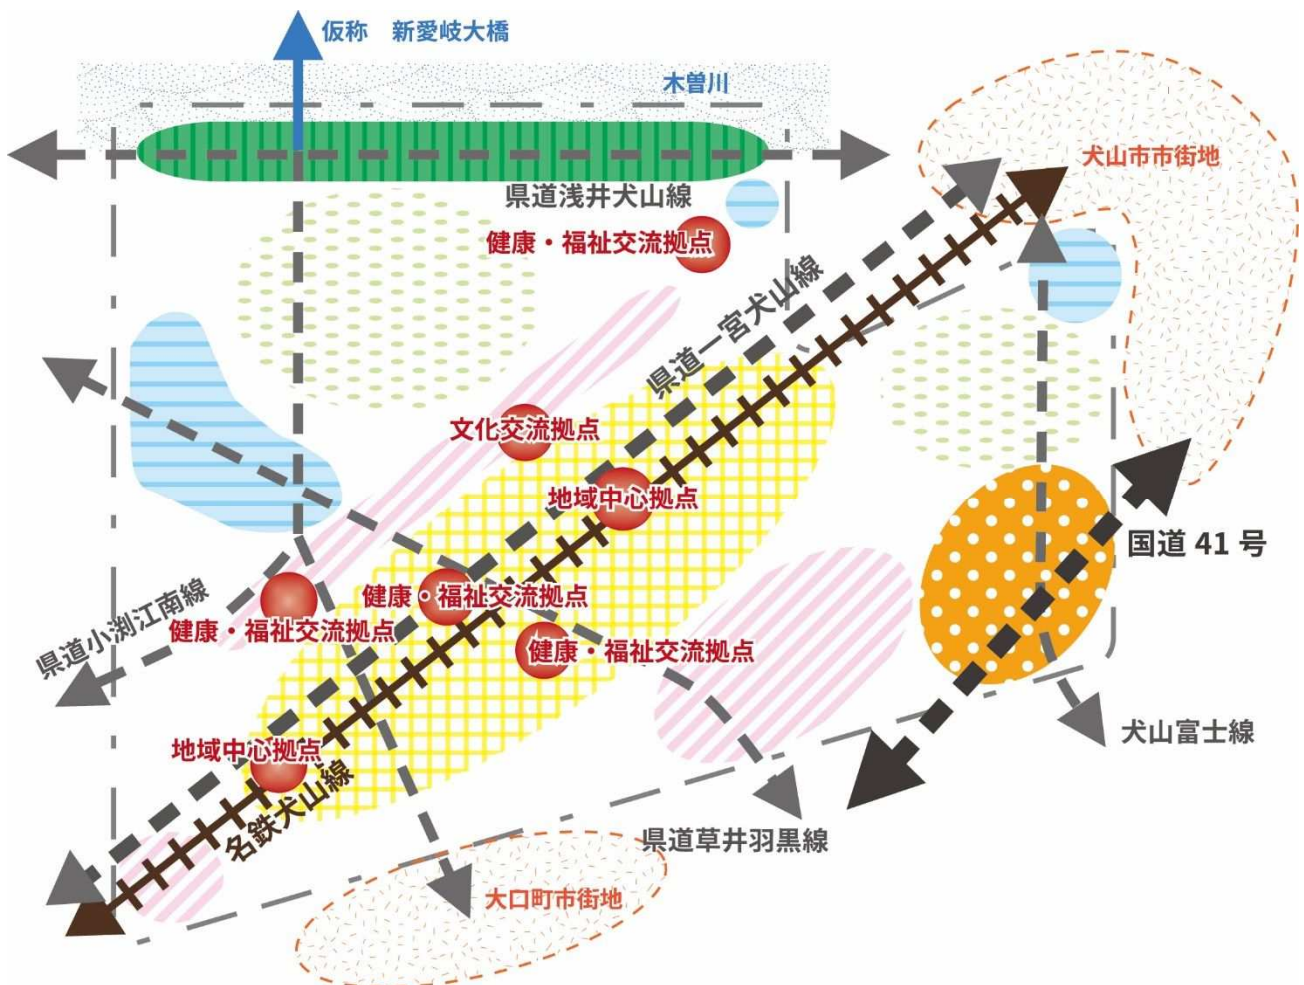 仮称　新愛岐大橋
木曽川
犬山市市街地
県道浅井犬山線
健康・福祉交流拠点
県道一宮犬山線
文化交流拠点
地域中心拠点
国道 41 号
健康・福祉交流拠点
県道小渕江南線
健康・福祉交流拠点
健康・福祉交流拠点
犬山富士線
地域中心拠点
名鉄犬山線
県道草井羽黒線
大口町市街地